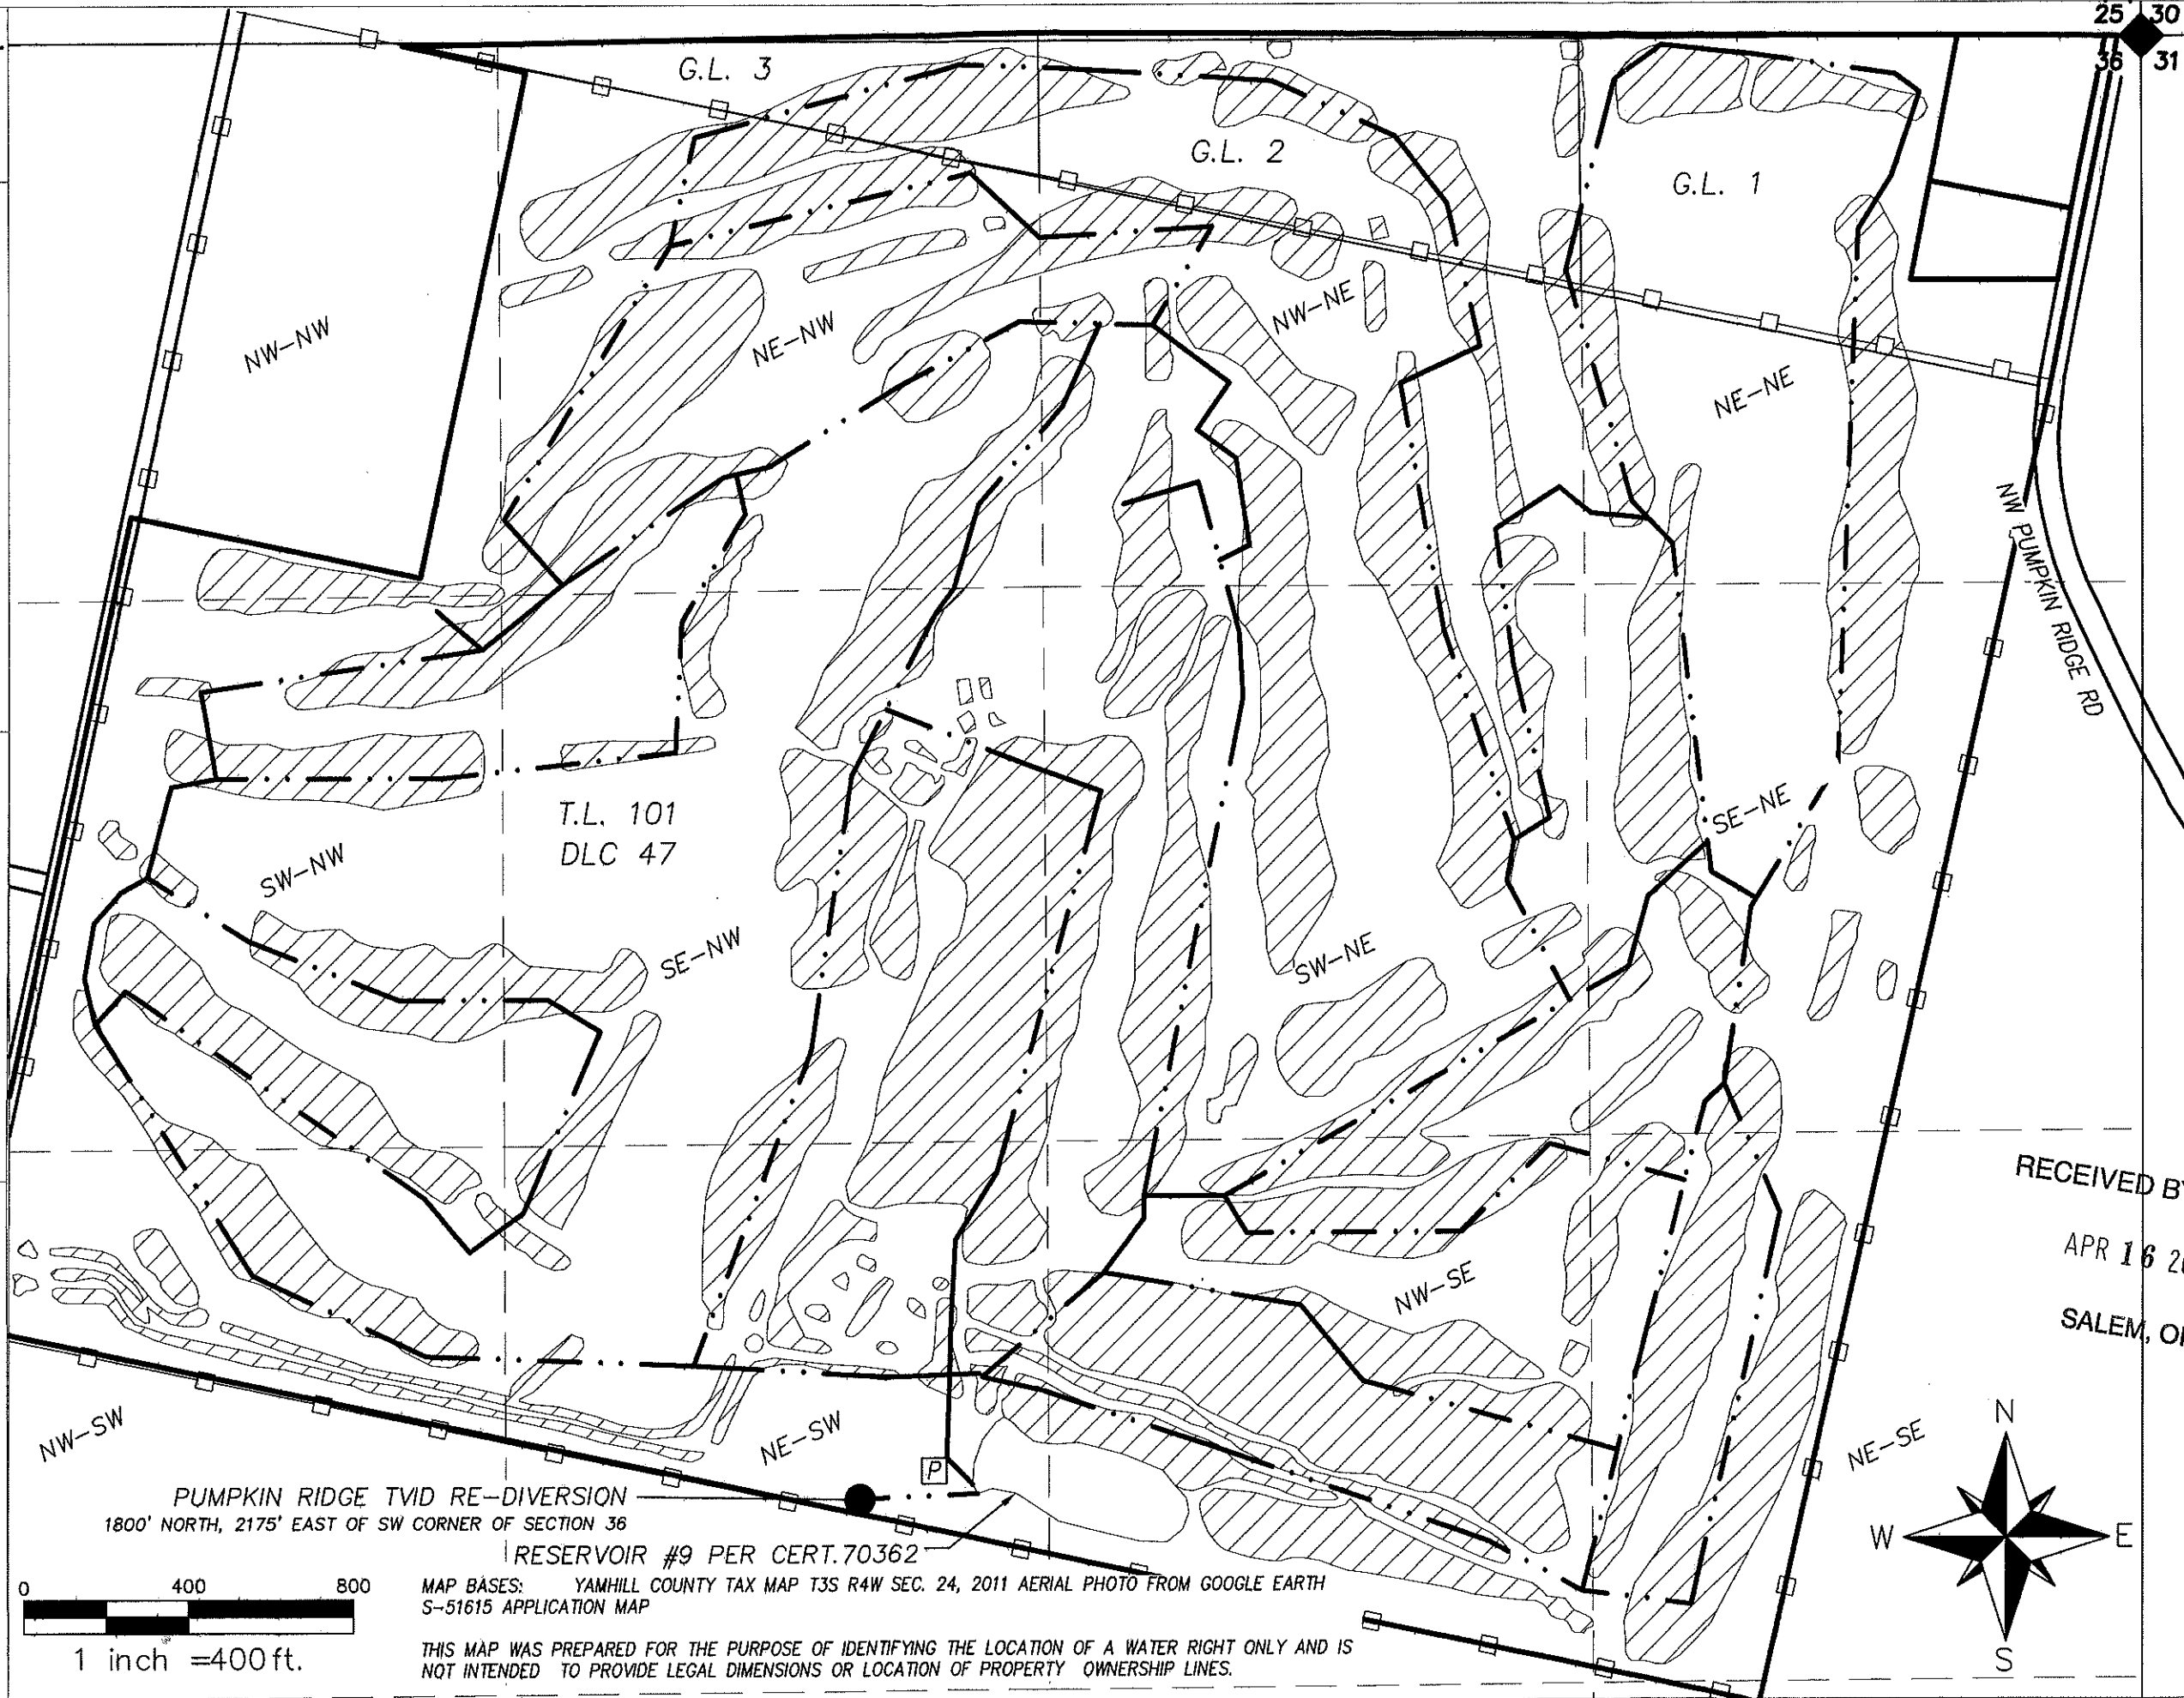 25 30
36 31
G.L. 3
G.L. 2
G.L. 1
NW-NW
NE-NW
NW-NE
NE-NE
NW PUMPKIN RIDGE RD
T.L. 101
DLC 47
SE-NE
SW-NW
SE-NW
SW-NE
RECEIVED B
APR 16
SALEM, O
NW-SE
NW-SW
NE-SW
NE-SE
P
N
W E
S
PUMPKIN RIDGE TVID RE-DIVERSION
1800' NORTH, 2175' EAST OF SW CORNER OF SECTION 36
RESERVOIR #9 PER CERT.70362
0 400 800
1 inch =400ft.
MAP BASES: YAMHILL COUNTY TAX MAP T3S R4W SEC. 24, 2011 AERIAL PHOTO FROM GOOGLE EARTH
S-51615 APPLICATION MAP
THIS MAP WAS PREPARED FOR THE PURPOSE OF IDENTIFYING THE LOCATION OF A WATER RIGHT ONLY AND IS
NOT INTENDED TO PROVIDE LEGAL DIMENSIONS OR LOCATION OF PROPERTY OWNERSHIP LINES.